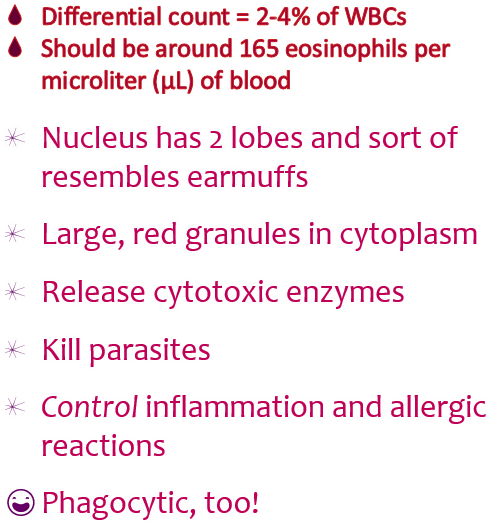 Differential count = 2-4% of WBCs
Should be around 165 eosinophils per
microliter (μL) of blood
Nucleus has 2 lobes and sort of
resembles earmuffs
Large, red granules in cytoplasm
Release cytotoxic enzymes
Kill parasites
Control inflammation and allergic
reactions
Phagocytic, too!